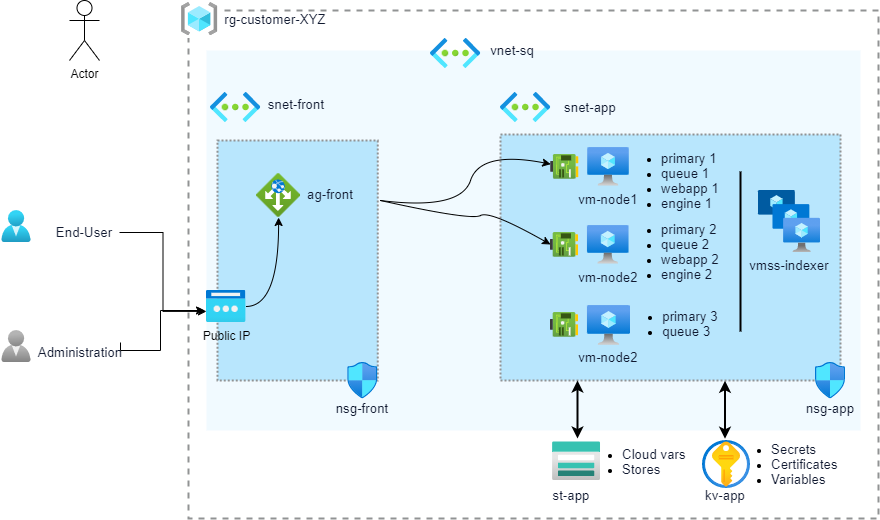 rg-customer-XYZ
Actor
vnet-sq
snet-front
snet-app
ag-front
vm-node1
primary 1
queue 1
webapp 1
engine 1
vm-node2
primary 2
queue 2
webapp 2
engine 2
vm-node2
primary 3
queue 3
vmss-indexer
End-User
Administration
Public IP
nsg-front
nsg-app
st-app
Cloud vars
Stores
kv-app
Secrets
Certificates
Variables